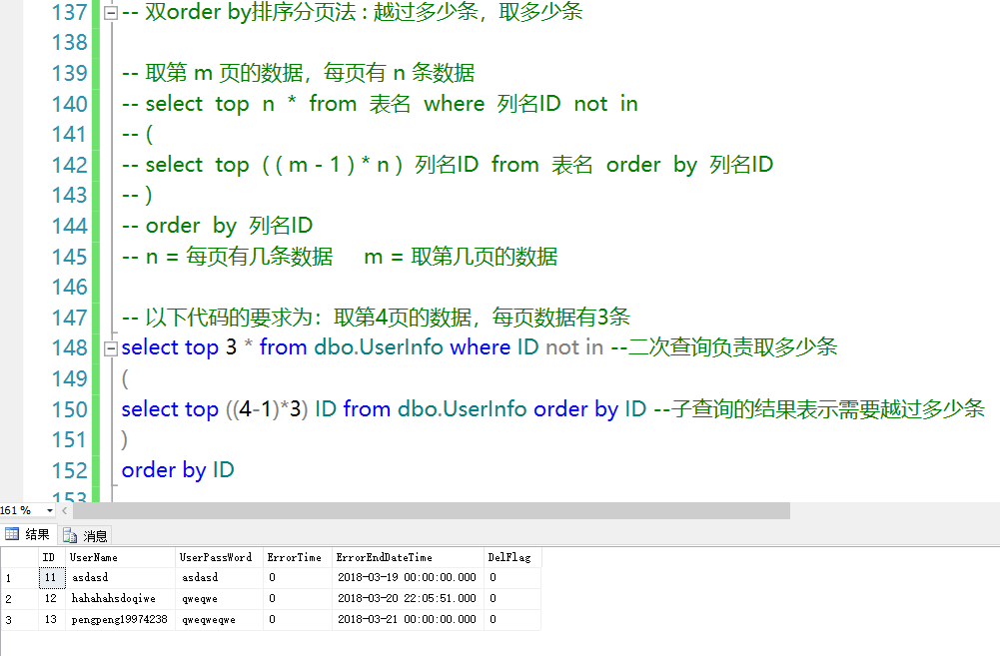 137 -- 双order by排序分页法 : 越过多少条，取多少条
138
139 -- 取第 m 页的数据，每页有 n 条数据
140 -- select top n * from 表名 where 列名ID not in
141 -- (
142 -- select top ( ( m - 1 ) * n ) 列名ID from 表名 order by 列名ID
143 -- )
144 -- order by 列名ID
145 -- n = 每页有几条数据 m = 取第几页的数据
146
147 -- 以下代码的要求为：取第4页的数据，每页数据有3条
148 select top 3 * from dbo.UserInfo where ID not in --二次查询负责取多少条
149 (
150 select top ((4-1)*3) ID from dbo.UserInfo order by ID --子查询的结果表示需要越过多少条
151 )
152 order by ID
153
161 %
结果 消息
ID UserName UserPassWord ErrorTime ErrorEndDateTime DelFlag
1 11 asdasd asdasd 0 2018-03-19 00:00:00.000 0
2 12 hahahahsdoqiwe qweqwe 0 2018-03-20 22:05:51.000 0
3 13 pengpeng19974238 qweqweqwe 0 2018-03-21 00:00:00.000 0